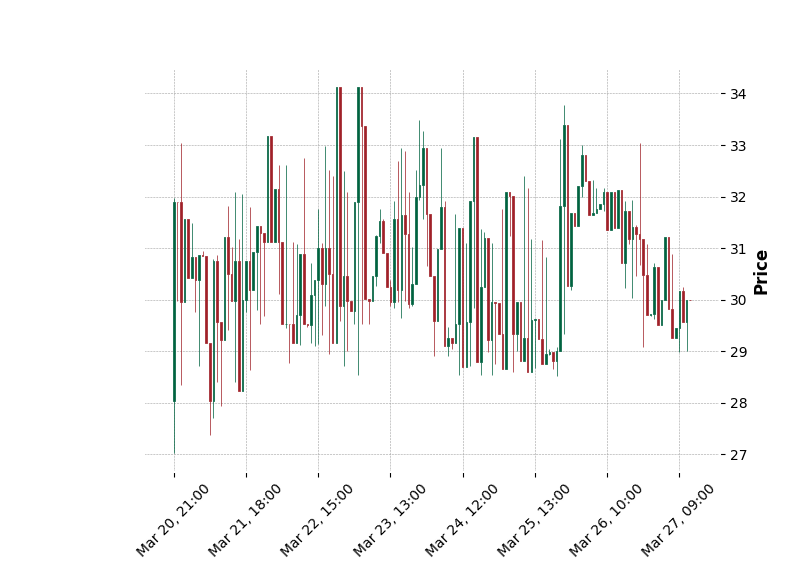 34
33
32
31
30
29
28
27
Price
Mar 20, 21:00
Mar 21, 18:00
Mar 22, 15:00
Mar 23, 13:00
Mar 24, 12:00
Mar 25, 13:00
Mar 26, 10:00
Mar 27, 09:00